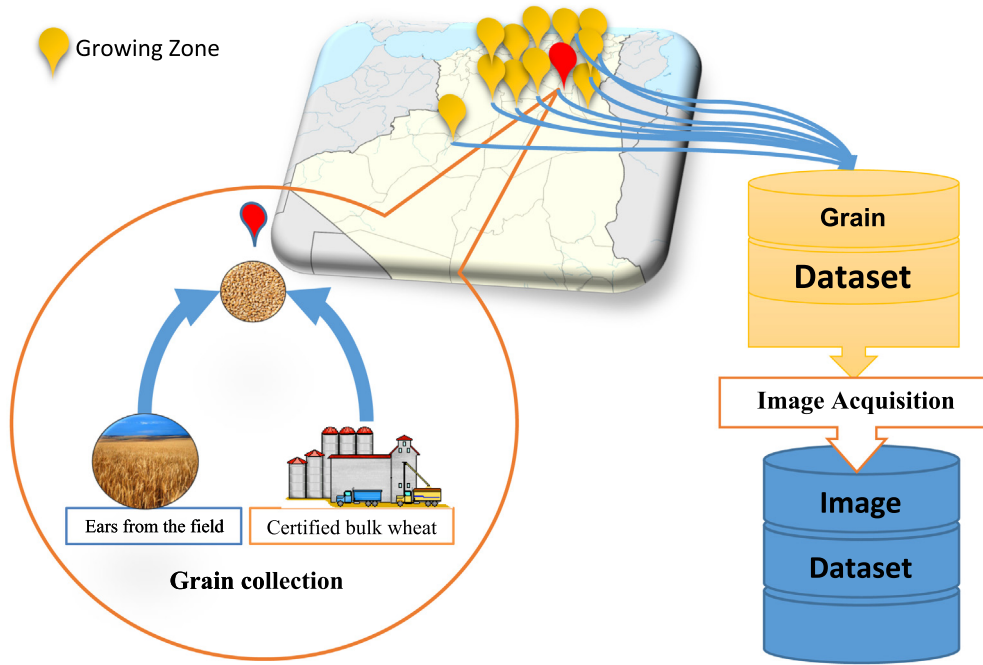 Growing Zone
Grain
Dataset
Image Acquisition
Image
Dataset
Ears from the field
Certified bulk wheat
Grain collection